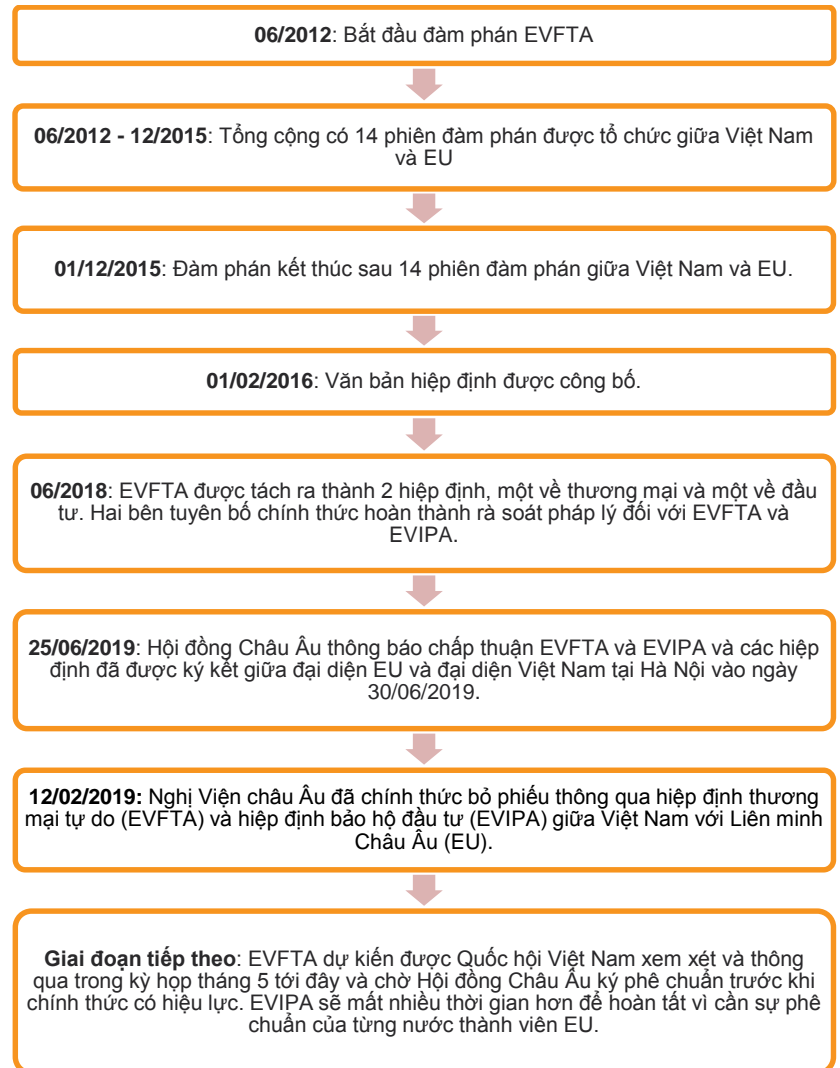 06/2012: Bắt đầu đàm phán EVFTA
06/2012 - 12/2015: Tổng cộng có 14 phiên đàm phán được tổ chức giữa Việt Nam
và EU
01/12/2015: Đàm phán kết thúc sau 14 phiên đàm phán giữa Việt Nam và EU.
01/02/2016: Văn bản hiệp định được công bố.
06/2018: EVFTA được tách ra thành 2 hiệp định, một về thương mại và một về đầu
tư. Hai bên tuyên bố chính thức hoàn thành rà soát pháp lý đối với EVFTA và
EVIPA.
25/06/2019: Hội đồng Châu Âu thông báo chấp thuận EVFTA và EVIPA và các hiệp
định đã được ký kết giữa đại diện EU và đại diện Việt Nam tại Hà Nội vào ngày
30/06/2019.
12/02/2019: Nghị Viện châu Âu đã chính thức bỏ phiếu thông qua hiệp định thương
mại tự do (EVFTA) và hiệp định bảo hộ đầu tư (EVIPA) giữa Việt Nam với Liên minh
Châu Âu (EU).
Giai đoạn tiếp theo: EVFTA dự kiến được Quốc hội Việt Nam xem xét và thông
qua trong kỳ họp tháng 5 tới đây và chờ Hội đồng Châu Âu ký phê chuẩn trước khi
chính thức có hiệu lực. EVIPA sẽ mất nhiều thời gian hơn để hoàn tất vì cần sự phê
chuẩn của từng nước thành viên EU.